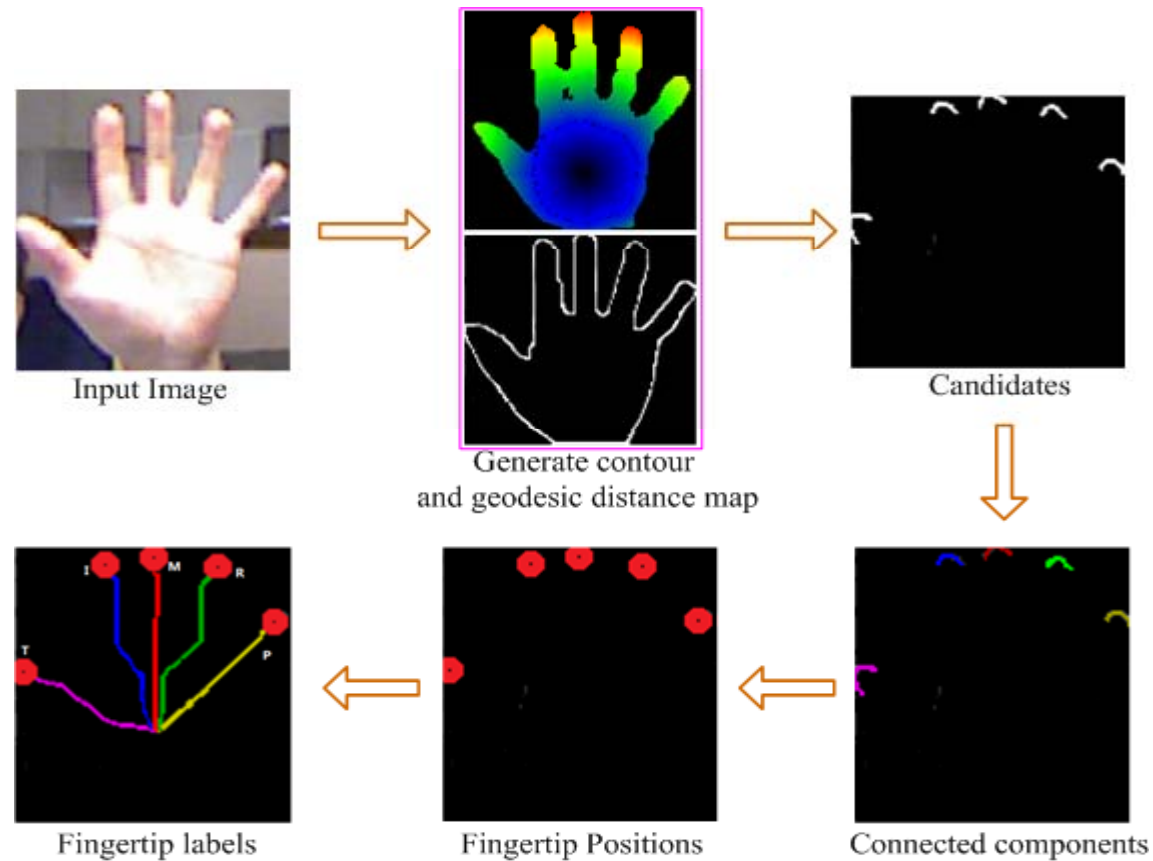 Input Image
Generate contour
and geodesic distance map
Candidates
I
M
R
T
P
Fingertip labels
Fingertip Positions
Connected components